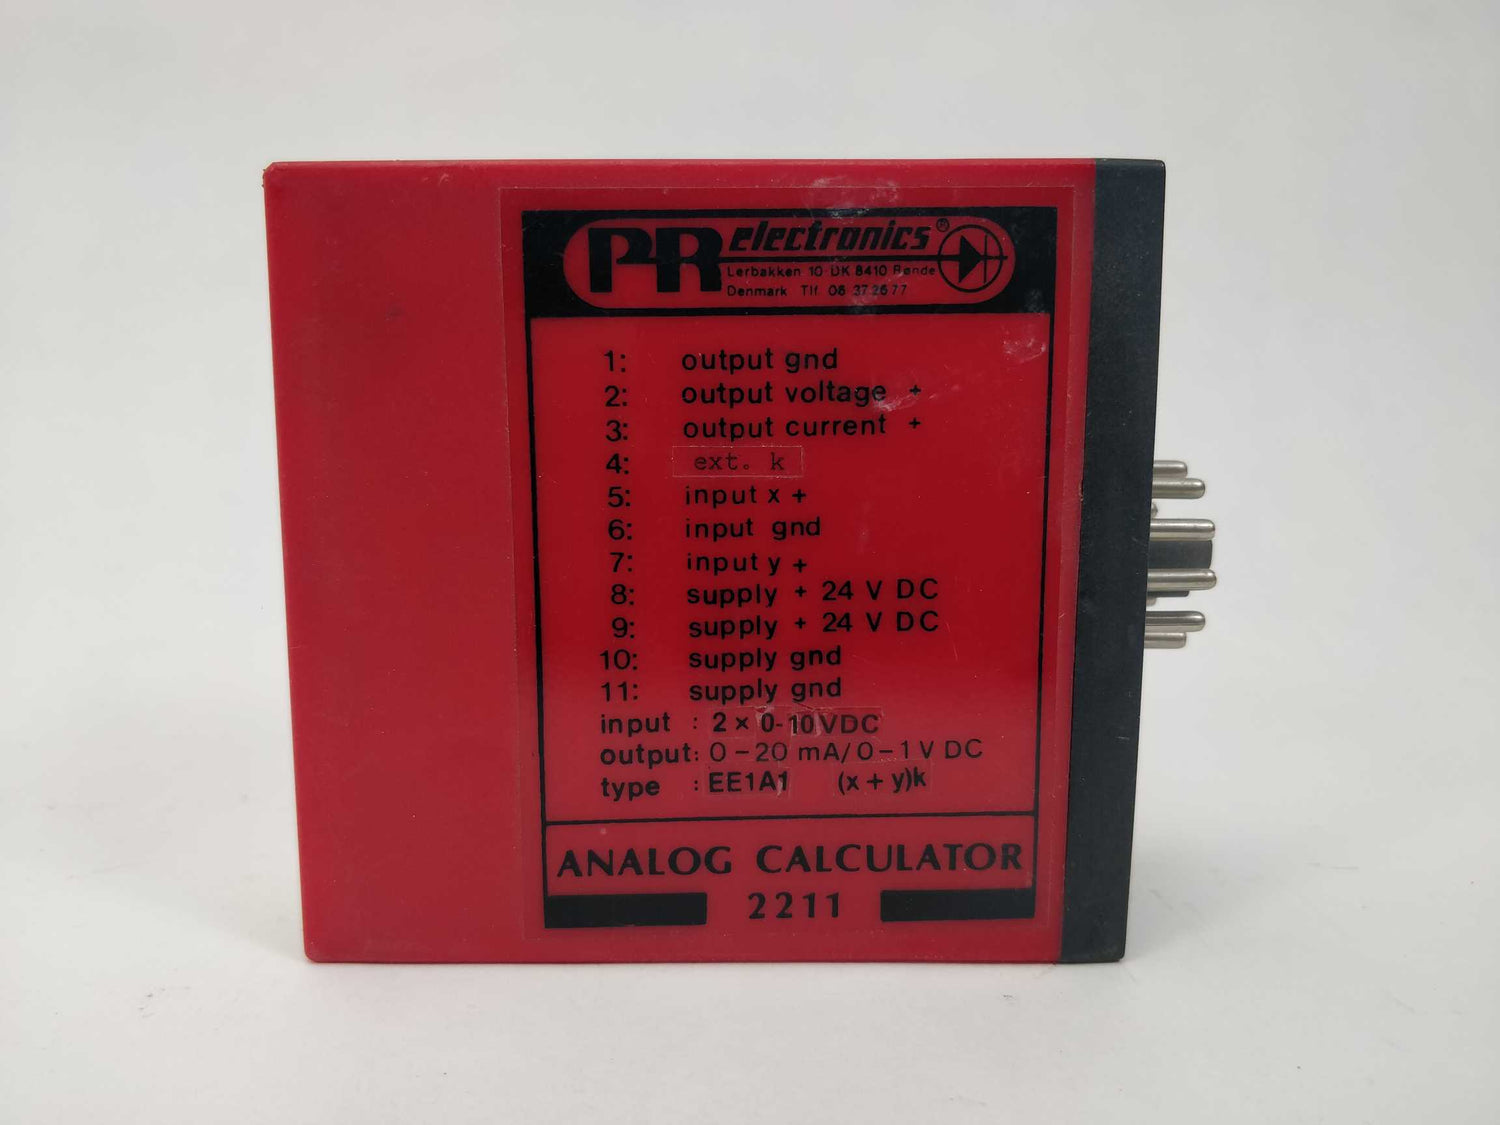 PR electronics®
Lerbakken 10 DK 8410 Rønde
Denmark Tlf. 06 37 26 77
1: output gnd
2: output voltage +
3: output current +
4: ext. k
5: input x +
6: input gnd
7: input y +
8: supply + 24 V DC
9: supply + 24 V DC
10: supply gnd
11: supply gnd
input : 2 x 0-10VDC
output: 0-20 mA/0-1 V DC
type : EE1A1 (x + y)k
ANALOG CALCULATOR
2211